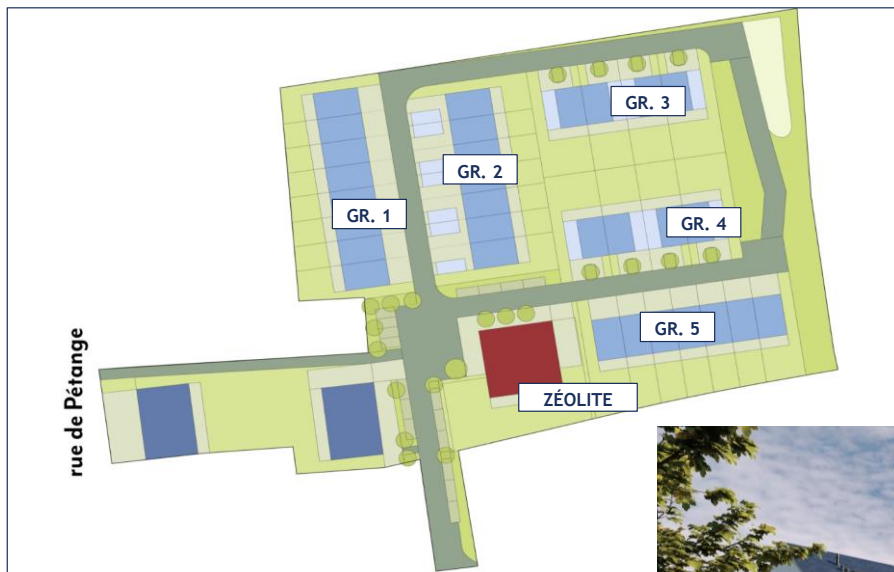 GR. 3
GR. 2
GR. 1
GR. 4
GR. 5
ZÉOLITE
rue de Pétange